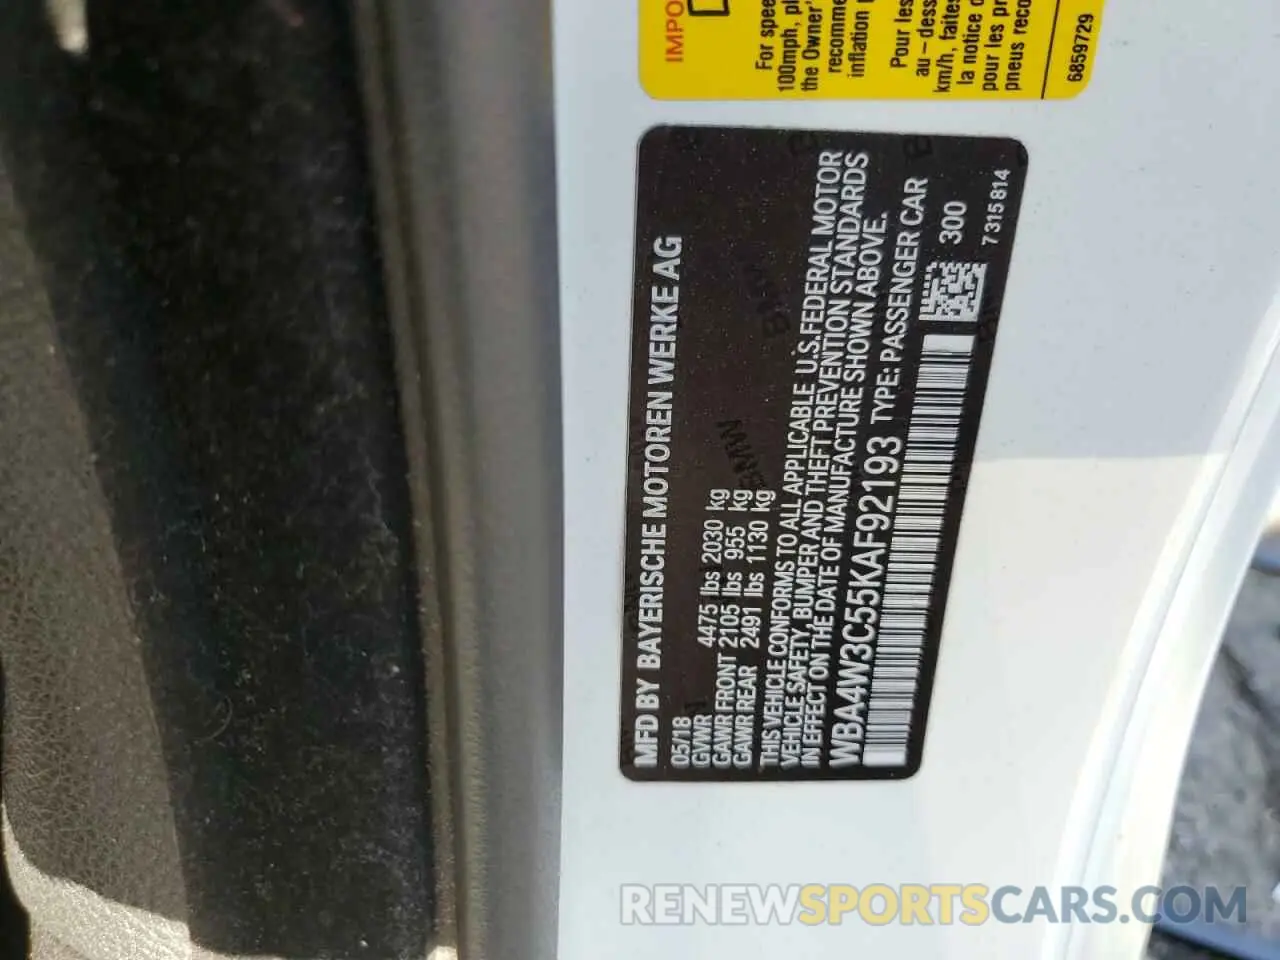 IMPO
For spee
100mph, pl
the Owner'
recomme
inflation
Pour les
au-dess
km/h, faites
la notice d
pour les pr
pneus reco
6859729
MFD BY BAYERISCHE MOTOREN WERKE AG
05/18
GVWR 4475 lbs 2030 kg
GAWR FRONT 2105 lbs 955 kg
GAWR REAR 2491 lbs 1130 kg
THIS VEHICLE CONFORMS TO ALL APPLICABLE U.S.FEDERAL MOTOR
VEHICLE SAFETY, BUMPER AND THEFT PREVENTION STANDARDS
IN EFFECT ON THE DATE OF MANUFACTURE SHOWN ABOVE.
WBA4W3C55KAF92193 TYPE: PASSENGER CAR
300
7315814
BMW
RENEWSPORTSCARS.COM